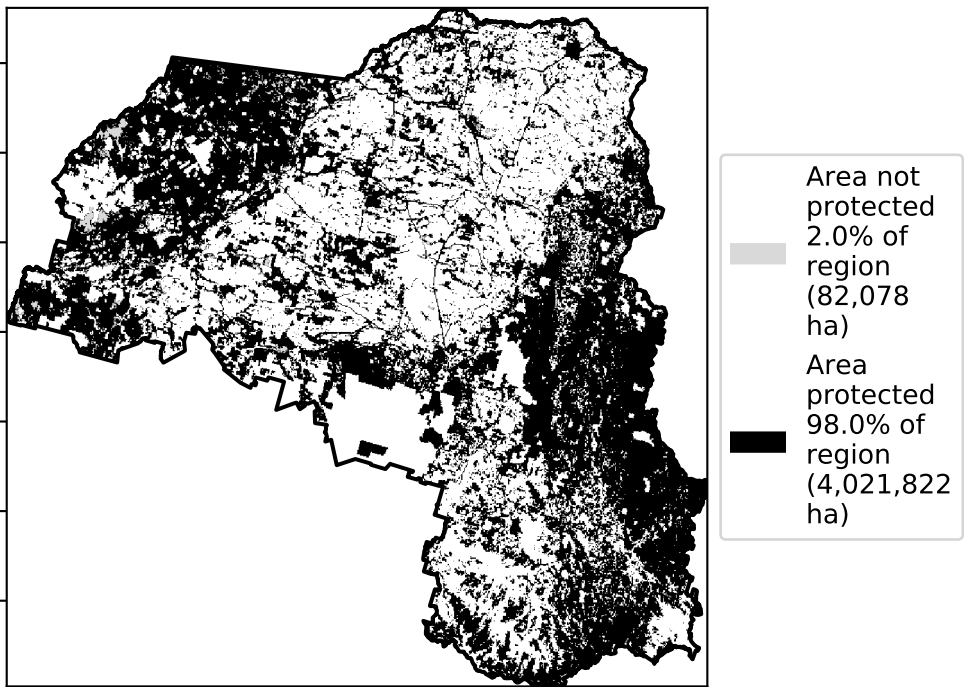 Area not
protected
2.0% of
region
(82,078
ha)
Area
protected
98.0% of
region
(4,021,822
ha)